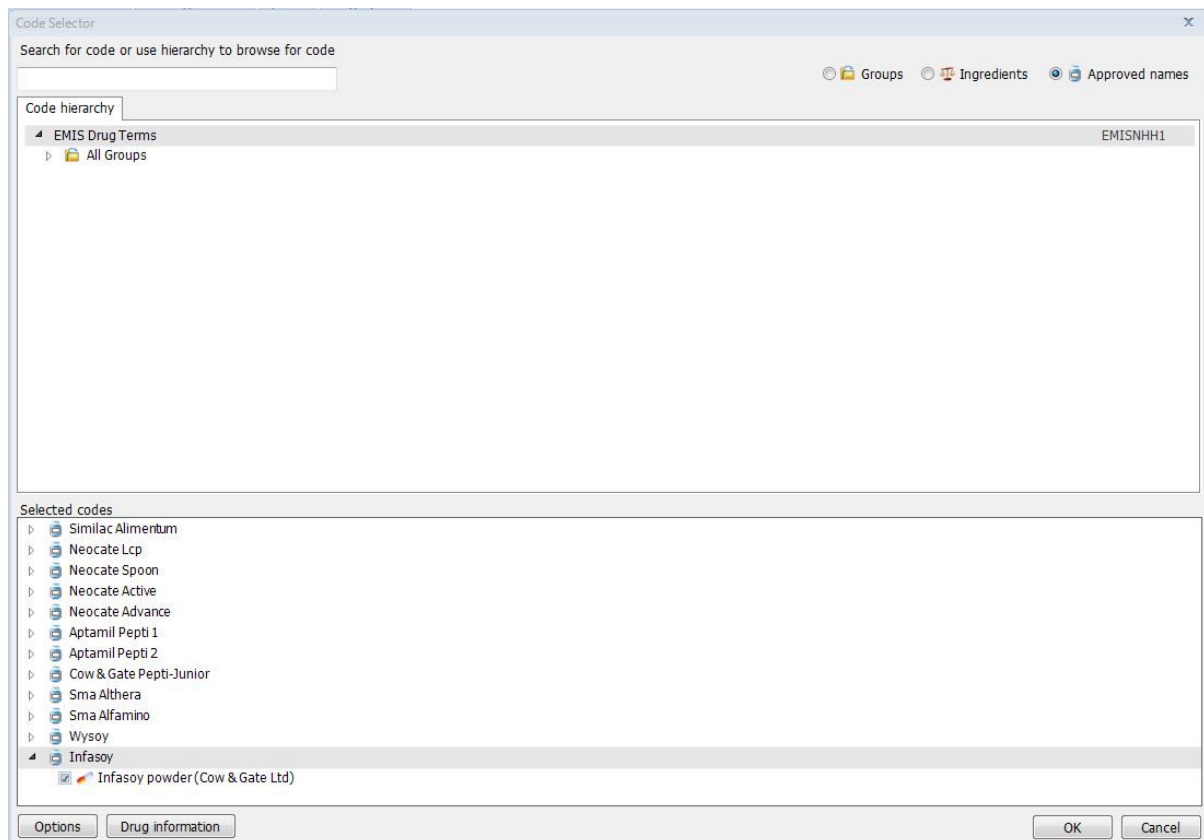 Code Selector
x
Search for code or use hierarchy to browse for code
Groups Ingredients Approved names
Code hierarchy
EMIS Drug Terms EMISNHH1
All Groups
Selected codes
Similac Alimentum
Neocate Lcp
Neocate Spoon
Neocate Active
Neocate Advance
Aptamil Pepti 1
Aptamil Pepti 2
Cow & Gate Pepti-Junior
Sma Althera
Sma Alfamino
Wysoy
Infasoy
Infasoy powder (Cow & Gate Ltd)
Options Drug information OK Cancel